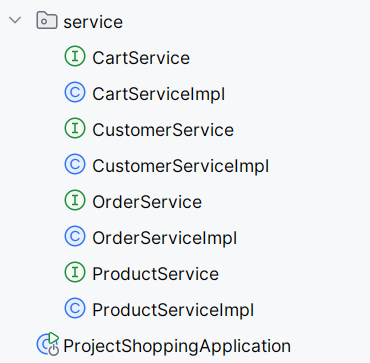 service
I CartService
C CartServiceImpl
I CustomerService
C CustomerServiceImpl
I OrderService
C OrderServiceImpl
I ProductService
C ProductServiceImpl
C ProjectShoppingApplication